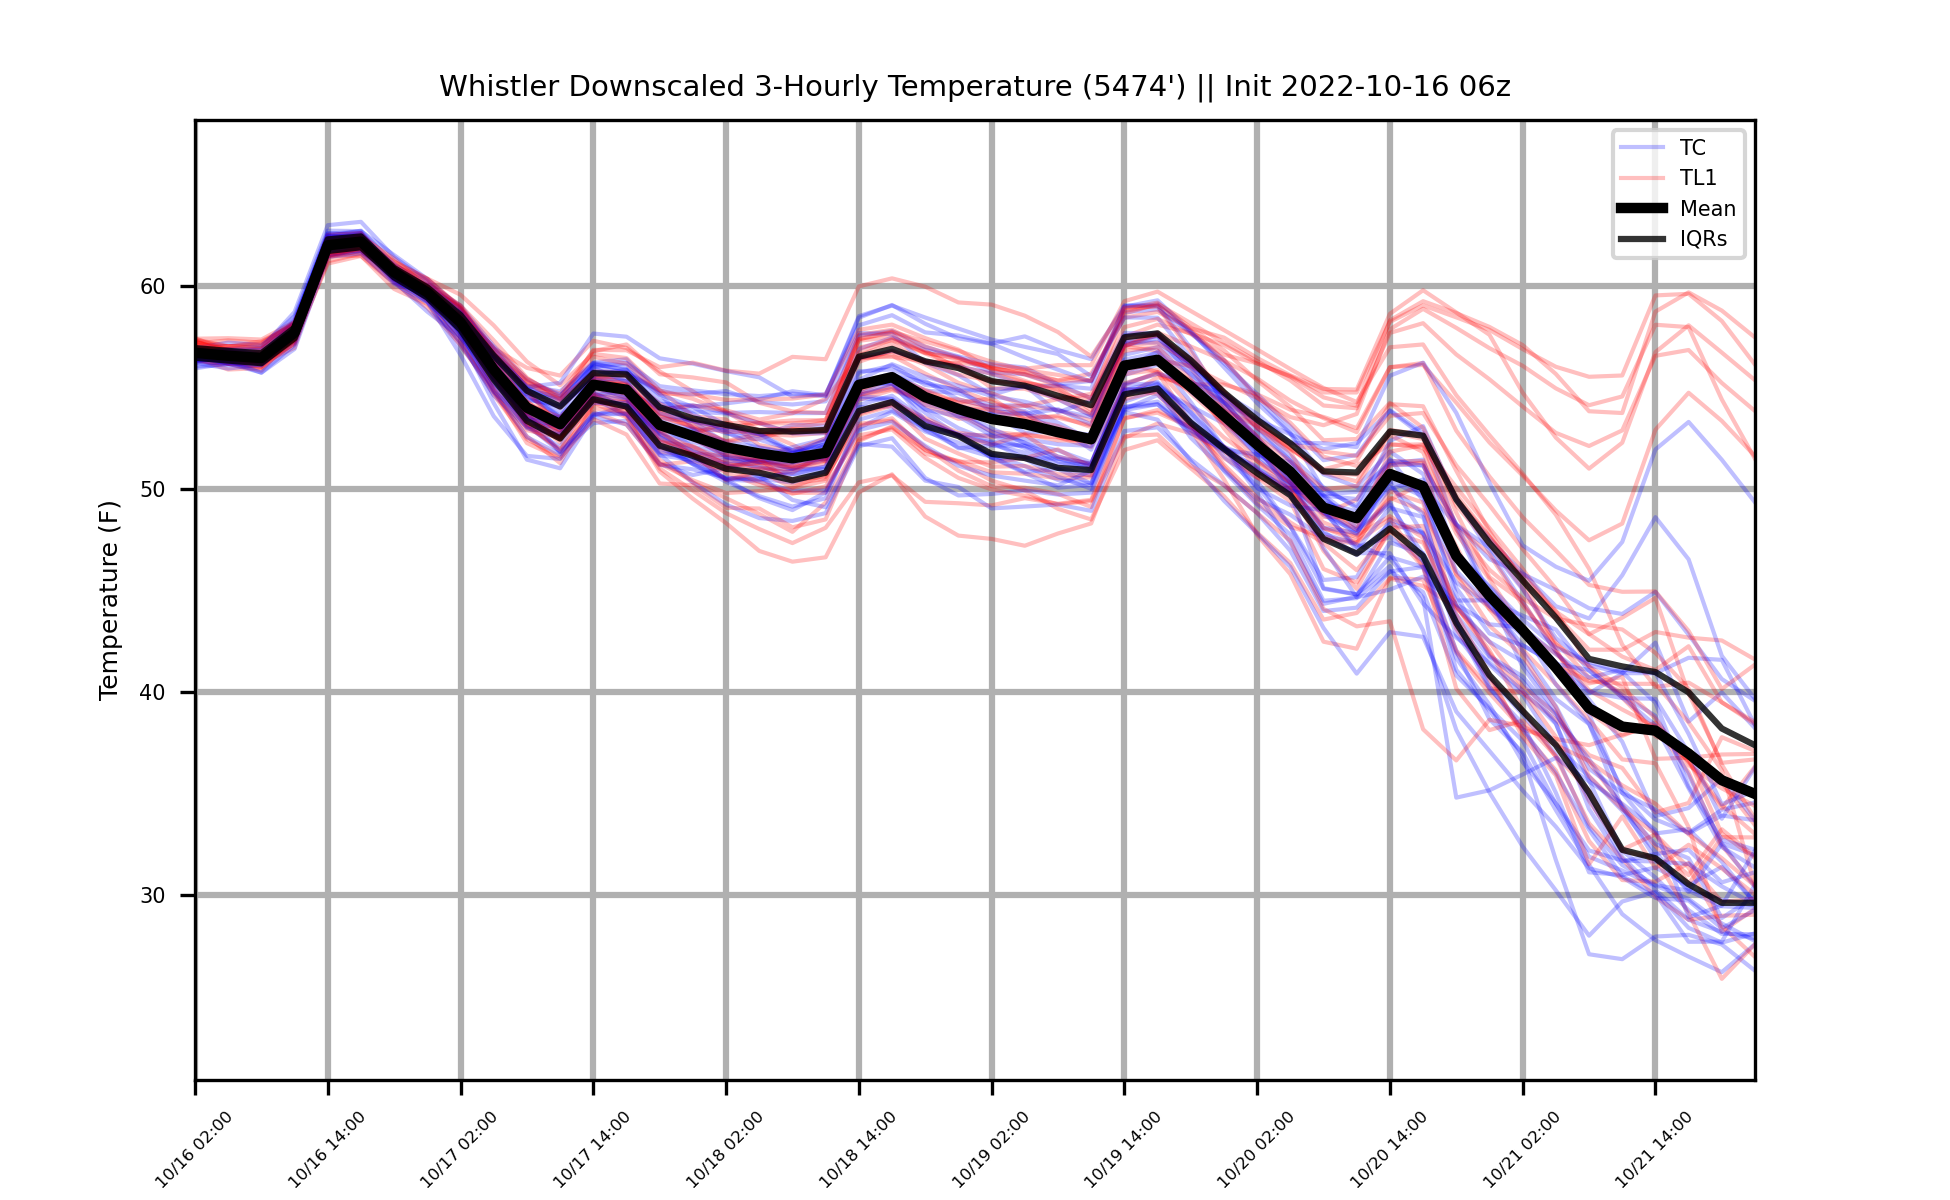 Whistler Downscaled 3-Hourly Temperature (5474') || Init 2022-10-16 06z
TC
TL1
Mean
IQRs
Temperature (F)
60
50
40
30
10/16 02:00
10/16 14:00
10/17 02:00
10/17 14:00
10/18 02:00
10/18 14:00
10/19 02:00
10/19 14:00
10/20 02:00
10/20 14:00
10/21 02:00
10/21 14:00